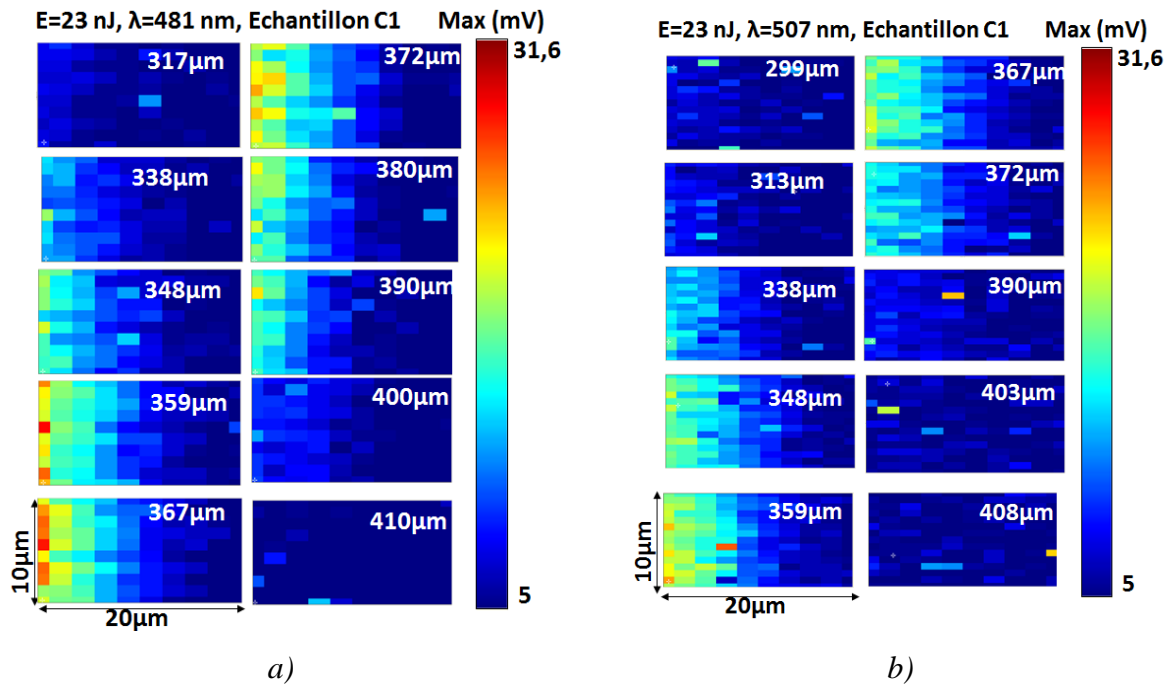 E=23 nJ, λ=481 nm, Echantillon C1 Max (mV)
317µm
372µm
31,6
338µm
380µm
348µm
390µm
359µm
400µm
367µm
410µm
10µm
20µm
5
a)
E=23 nJ, λ=507 nm, Echantillon C1 Max (mV)
299µm
367µm
31,6
313µm
372µm
338µm
390µm
348µm
403µm
359µm
408µm
10µm
20µm
5
b)